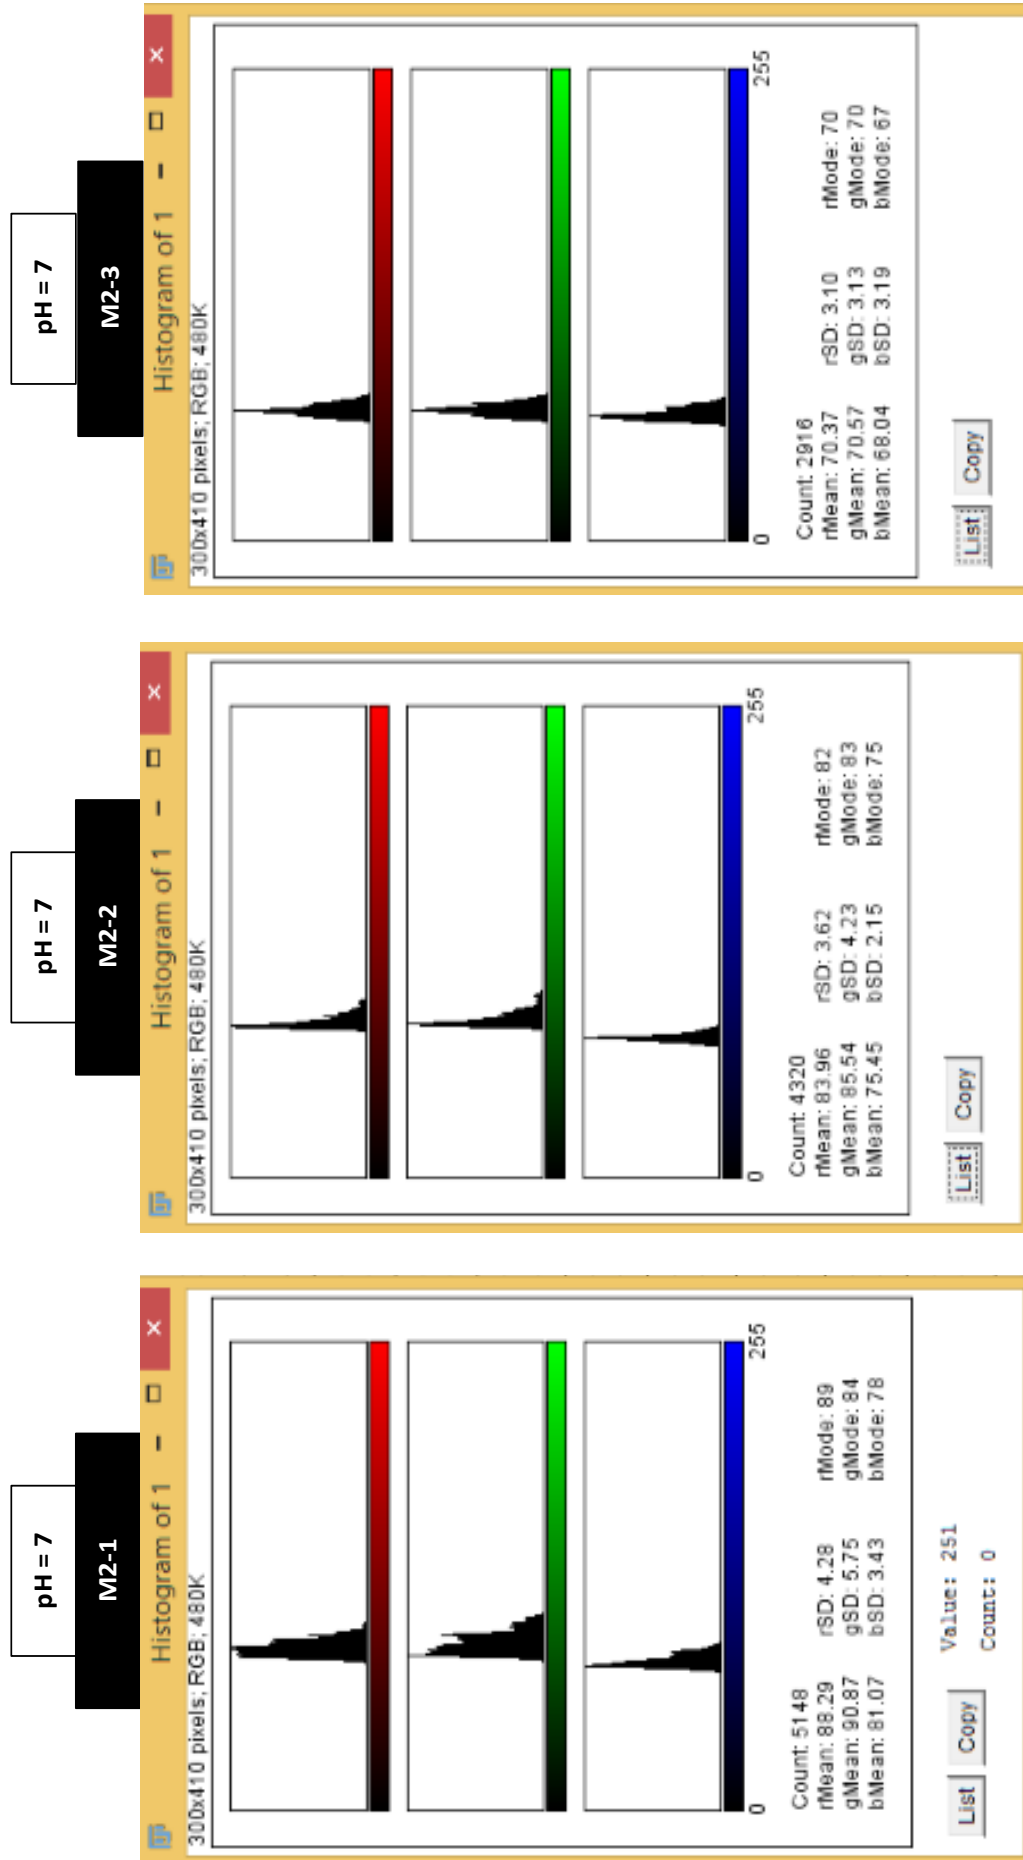 pH = 7
M2-1
Histogram of 1
300x410 pixels; RGB; 480K
0 255
Count: 5148
rMean: 88.29 rSD: 4.28 rMode: 89
gMean: 90.87 gSD: 5.75 gMode: 84
bMean: 81.07 bSD: 3.43 bMode: 78
List Copy Value: 251
Count: 0
pH = 7
M2-2
Histogram of 1
300x410 pixels; RGB; 480K
0 255
Count: 4320
rMean: 83.96 rSD: 3.62 rMode: 82
gMean: 85.54 gSD: 4.23 gMode: 83
bMean: 75.45 bSD: 2.15 bMode: 75
List Copy
pH = 7
M2-3
Histogram of 1
300x410 pixels; RGB; 480K
0 255
Count: 2916
rMean: 70.37 rSD: 3.10 rMode: 70
gMean: 70.57 gSD: 3.13 gMode: 70
bMean: 68.04 bSD: 3.19 bMode: 67
List Copy